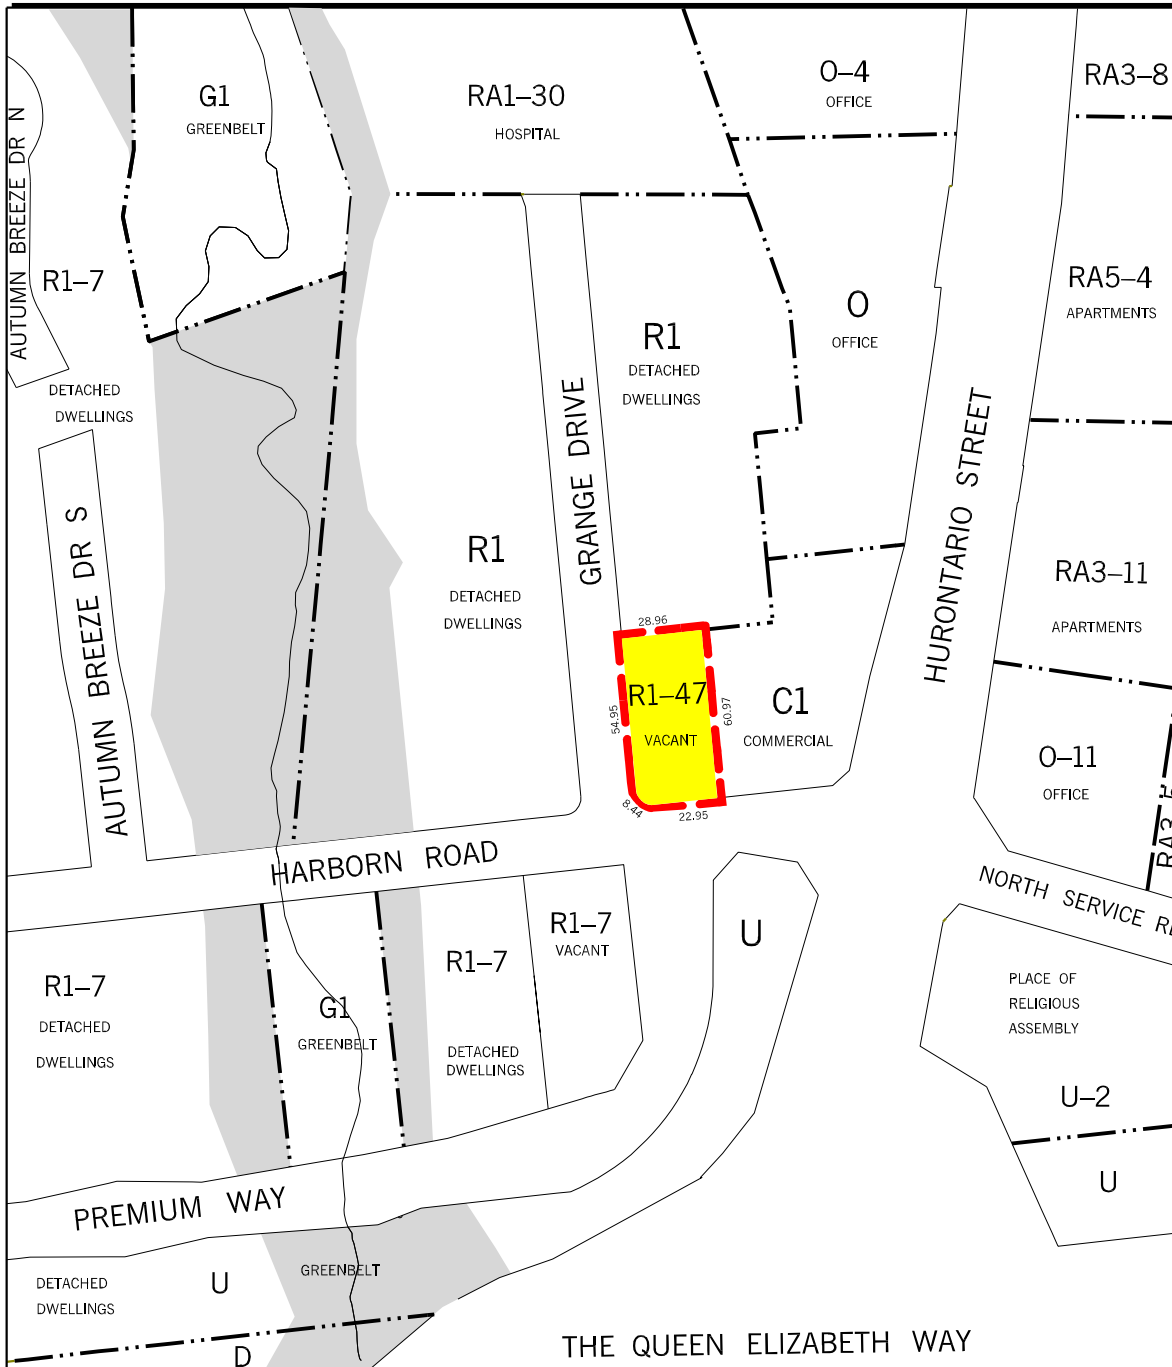 G1
GREENBELT
RA1–30
HOSPITAL
O–4
OFFICE
RA3–8
AUTUMN BREEZE DR N
R1–7
DETACHED
DWELLINGS
R1
DETACHED
DWELLINGS
O
OFFICE
RA5–4
APARTMENTS
GRANGE DRIVE
HURONTARIO STREET
AUTUMN BREEZE DR S
R1
DETACHED
DWELLINGS
RA3–11
APARTMENTS
28.96
54.95
R1–47
VACANT
60.97
8.44
22.95
C1
COMMERCIAL
O–11
OFFICE
HARBORN ROAD
NORTH SERVICE
R1–7
DETACHED
DWELLINGS
G1
GREENBELT
R1–7
DETACHED
DWELLINGS
R1–7
VACANT
U
PLACE OF
RELIGIOUS
ASSEMBLY
U–2
U
PREMIUM WAY
DETACHED
DWELLINGS
U
GREENBELT
D
THE QUEEN ELIZABETH WAY